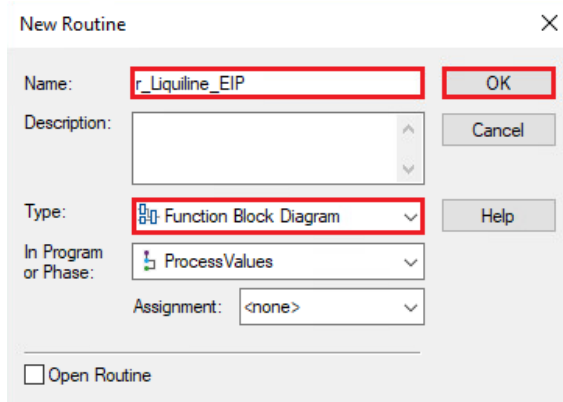 New Routine
Name: r_Liquiline_EIP OK
Description: Cancel
Type: Function Block Diagram Help
In Program
or Phase: ProcessValues
Assignment: <none>
Open Routine